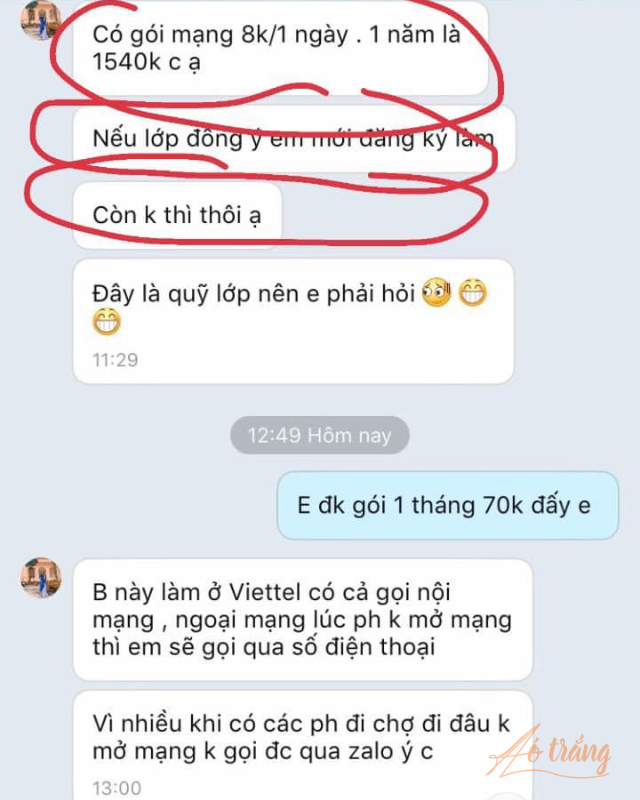 Có gói mạng 8k/1 ngày . 1 năm là
1540k c ạ
Nếu lớp đồng ý em mới đăng ký làm
Còn k thì thôi ạ
Đây là quỹ lớp nên e phải hỏi
11:29
12:49 Hôm nay
E đk gói 1 tháng 70k đấy e
B này làm ở Viettel có cả gọi nội
mạng , ngoại mạng lúc ph k mở mạng
thì em sẽ gọi qua số điện thoại
Vì nhiều khi có các ph đi chợ đi đâu k
mở mạng k gọi đc qua zalo ý c
13:00
Áo trắng